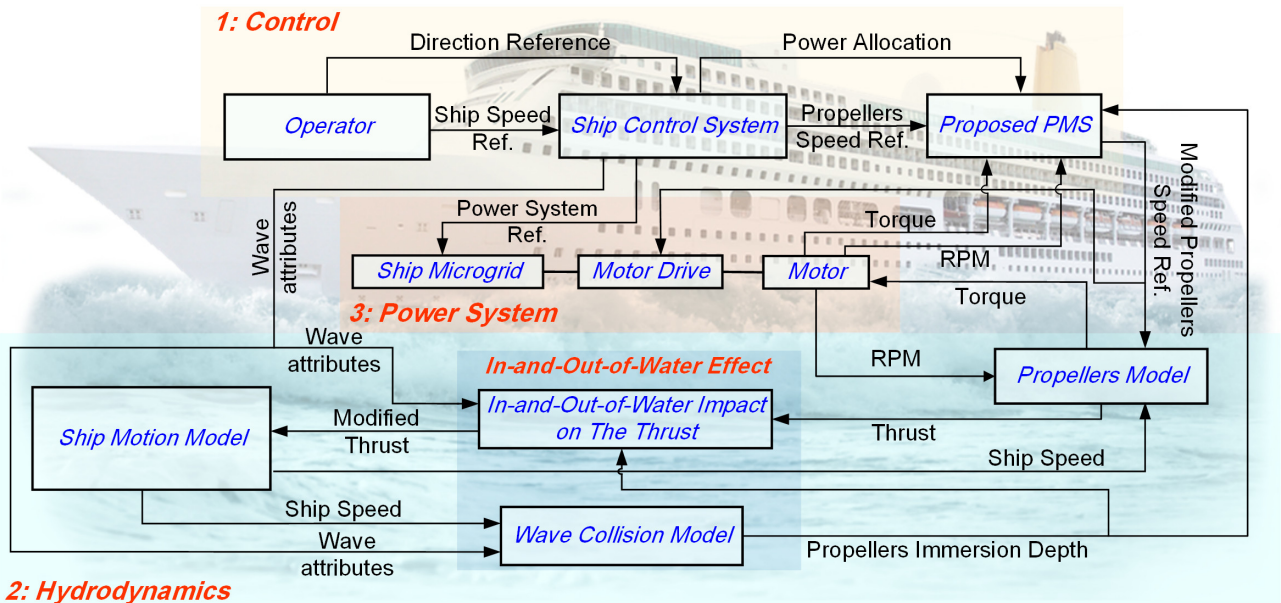 1: Control
Direction Reference
Power Allocation
Operator
Ship Speed
Ref.
Ship Control System
Propellers
Speed Ref.
Proposed PMS
Modified Propellers
Speed Ref.
Wave
attributes
Power System
Ref.
Torque
RPM
Ship Microgrid
Motor Drive
Motor
Torque
3: Power System
Wave
attributes
In-and-Out-of-Water Effect
RPM
Propellers Model
In-and-Out-of-Water Impact
on The Thrust
Modified
Thrust
Thrust
Ship Motion Model
Ship Speed
Ship Speed
Wave Collision Model
Wave
attributes
Propellers Immersion Depth
2: Hydrodynamics